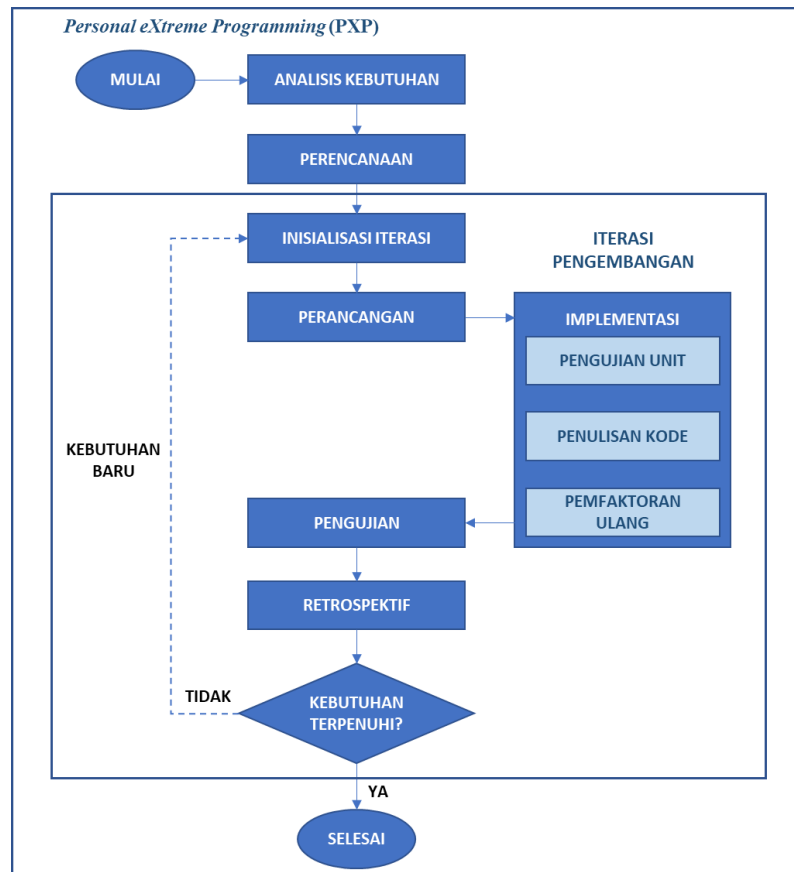 Personal eXtreme Programming (PXP)
MULAI
ANALISIS KEBUTUHAN
PERENCANAAN
INISIALISASI ITERASI
ITERASI
PENGEMBANGAN
PERANCANGAN
IMPLEMENTASI
PENGUJIAN UNIT
PENULISAN KODE
KEBUTUHAN
BARU
PEMFAKTORAN
ULANG
PENGUJIAN
RETROSPEKTIF
TIDAK
KEBUTUHAN
TERPENUHI?
YA
SELESAI